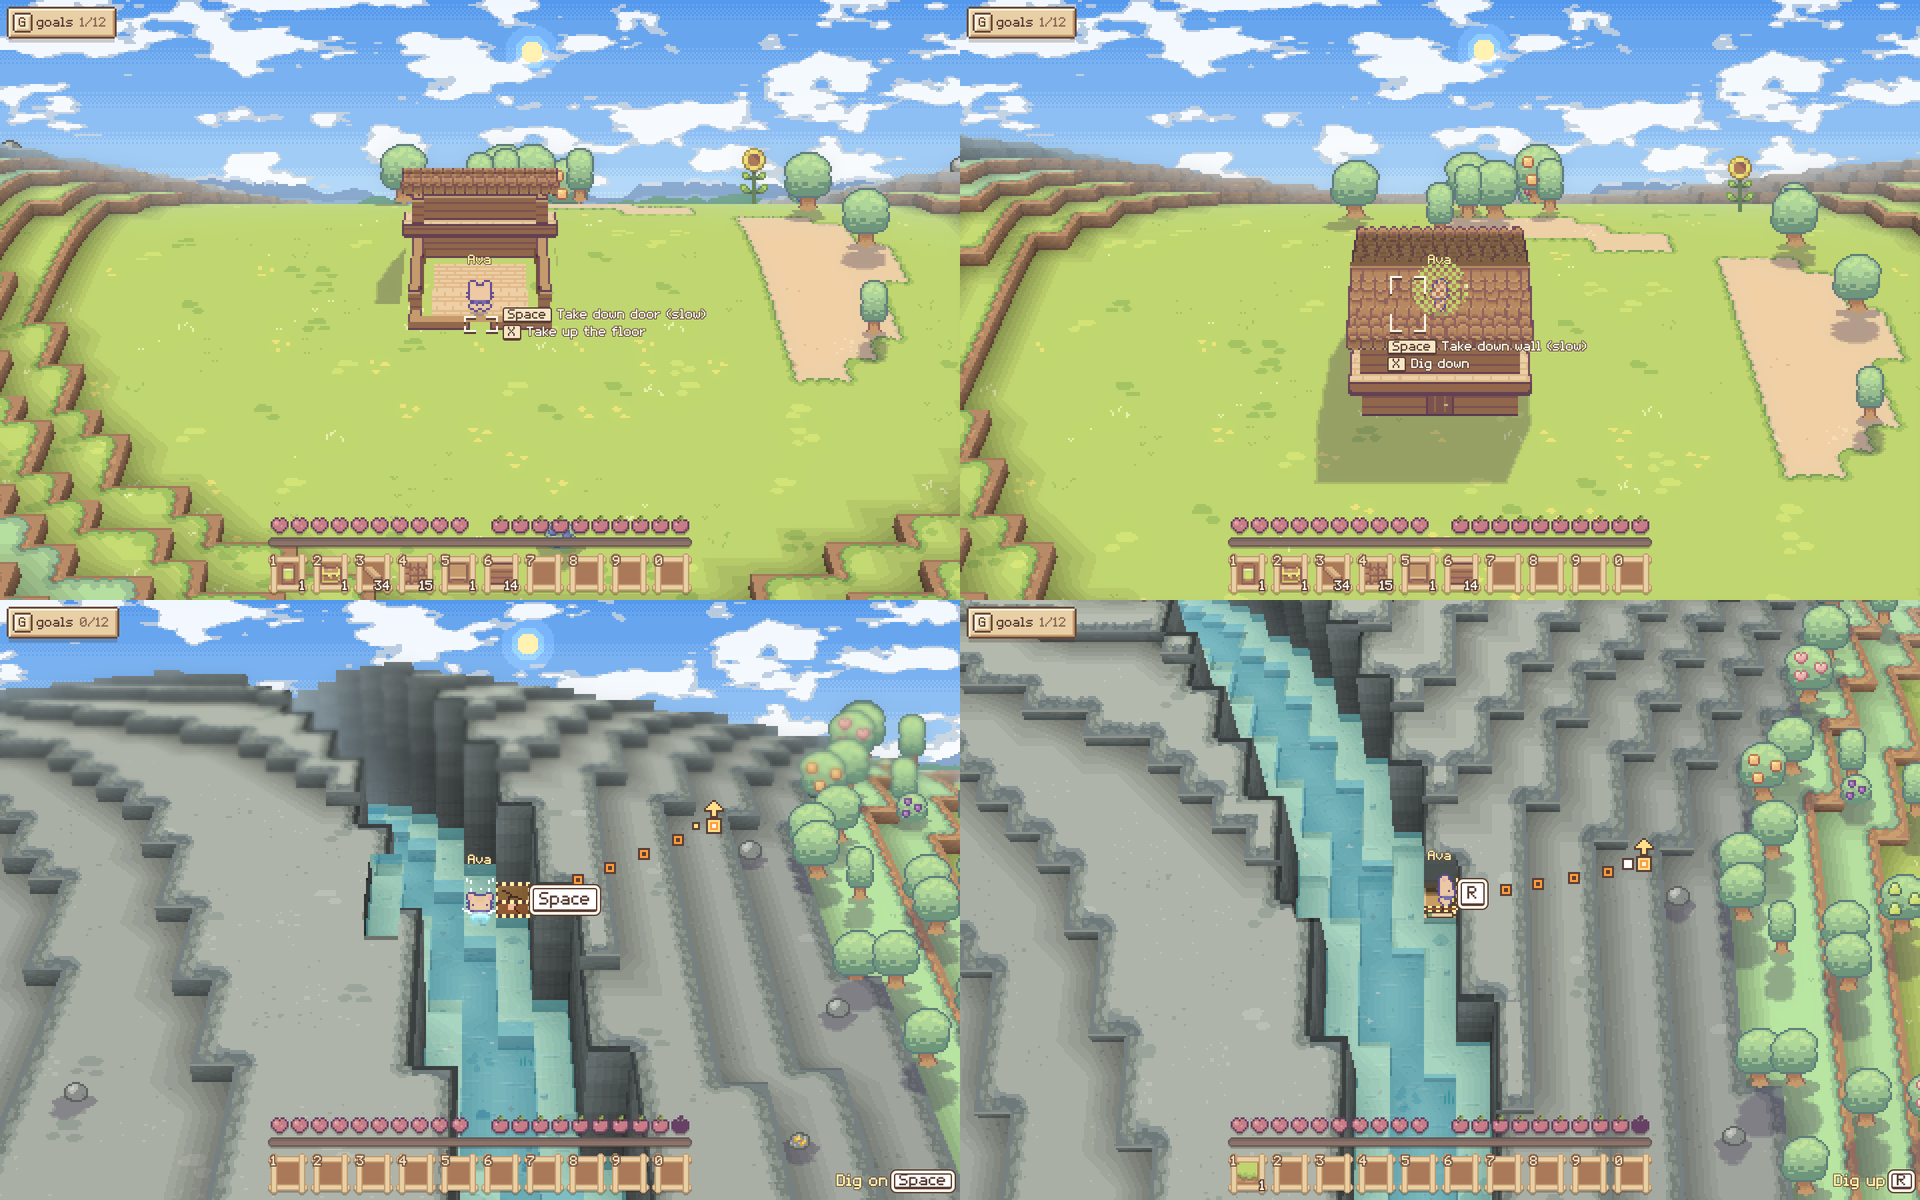 G goals 1/12
Ava
Space Take down door (slow)
X Take up the floor
1 2 3 4 5 6 7 8 9 0
1 1 34 15 1 14
G goals 1/12
Ava
Space Take down wall (slow)
X Dig down
1 2 3 4 5 6 7 8 9 0
1 1 34 15 1 14
G goals 0/12
Ava
Space
1 2 3 4 5 6 7 8 9 0
Dig on Space
G goals 1/12
Ava
R
1 2 3 4 5 6 7 8 9 0
1
Dig up R